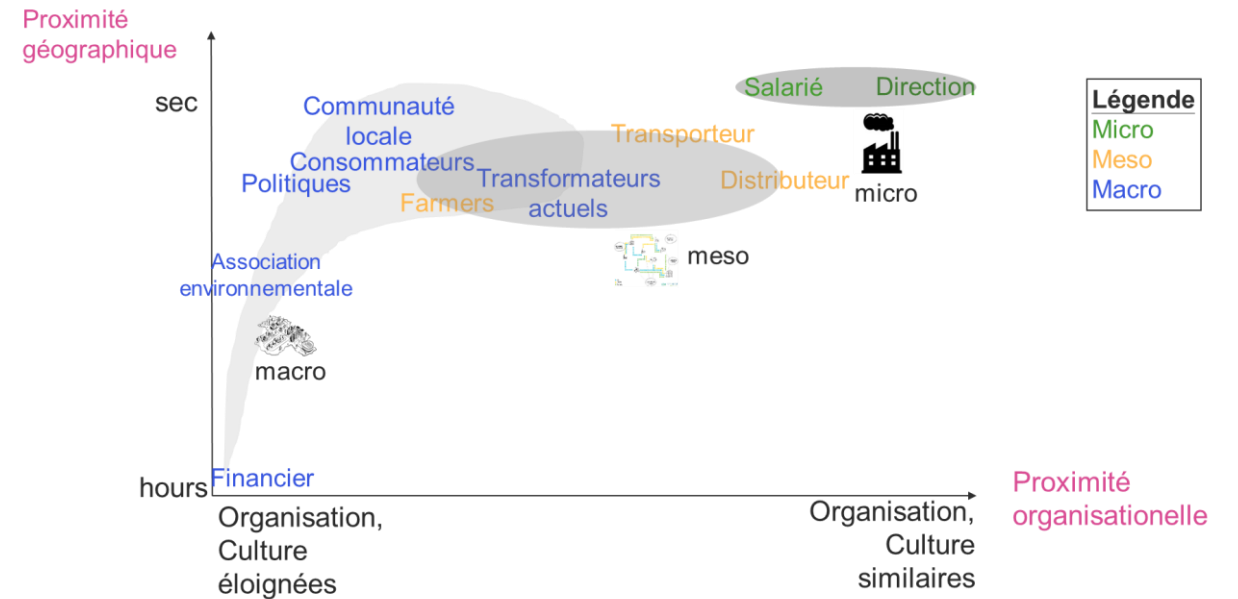 Proximité
géographique
sec
Communauté
locale
Consommateurs
Politiques
Farmers
Transformateurs
actuels
Transporteur
Distributeur
Salarié
Direction
micro
meso
Association
environnementale
macro
hours
Financier
Organisation,
Culture
éloignées
Organisation,
Culture
similaires
Proximité
organisationelle
Légende
Micro
Meso
Macro